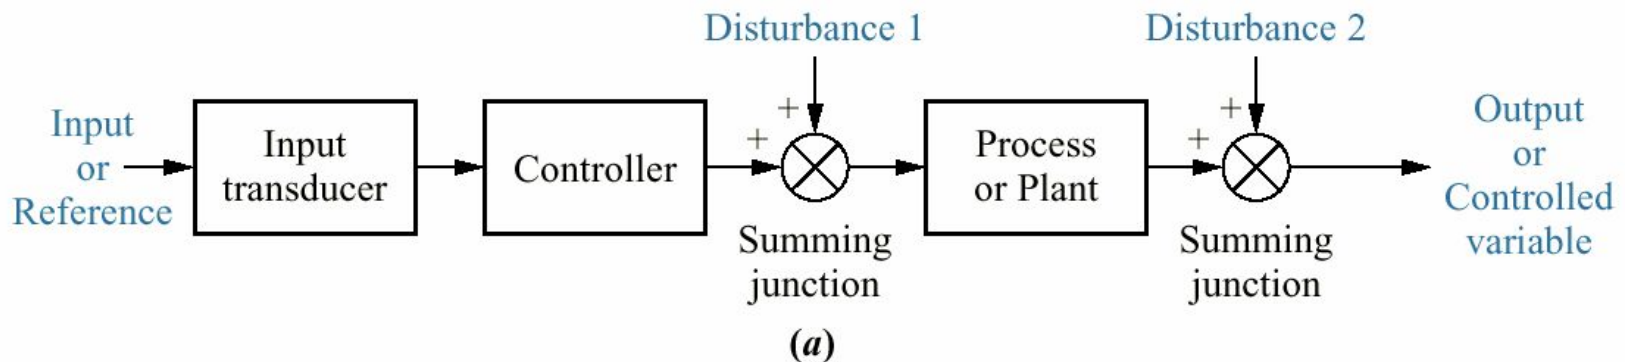 Disturbance 1
Disturbance 2
Input
or
Reference
Input
transducer
Controller
+
+
Summing
junction
Process
or Plant
+
+
Summing
junction
Output
or
Controlled
variable
(a)